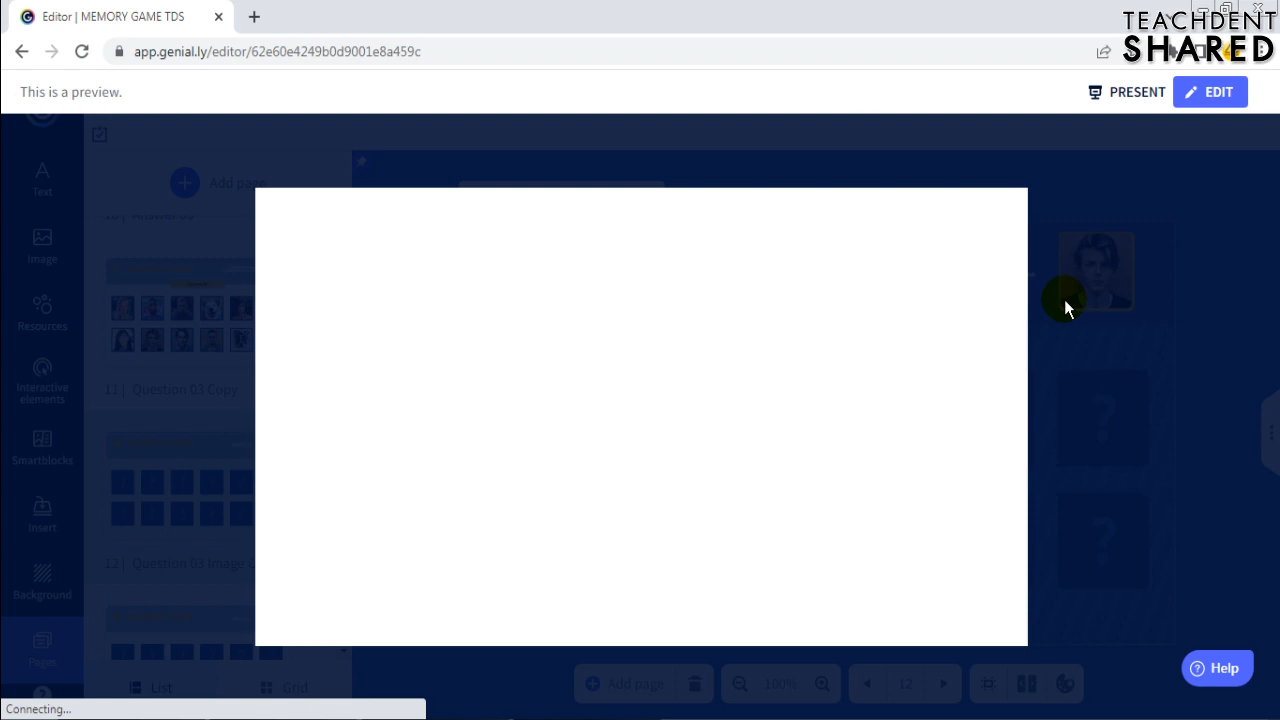 Editor | MEMORY GAME TDS
TEACHDENT
SHARED
app.genial.ly/editor/62e60e4249b0d9001e8a459c
This is a preview.
PRESENT
EDIT
Text
Add page
Image
Resources
11 | Question 03 Copy
Interactive
elements
Smartblocks
?
Insert
?
12 | Question 03 Image
Background
Pages
Help
List
Grid
Add page
100%
12
Connecting...